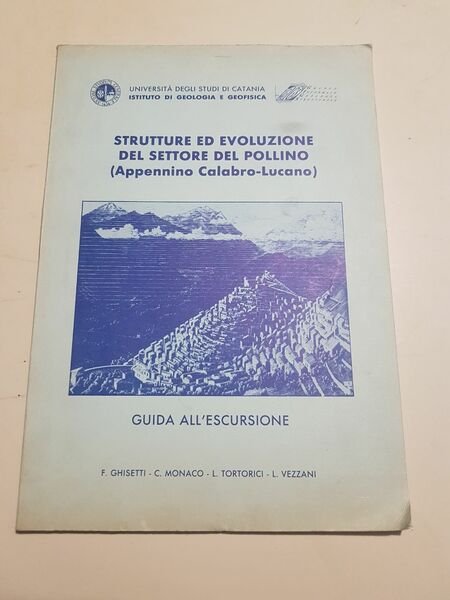 UNIVERSITÀ DEGLI STUDI DI CATANIA
ISTITUTO DI GEOLOGIA E GEOFISICA
STRUTTURE ED EVOLUZIONE
DEL SETTORE DEL POLLINO
(Appennino Calabro-Lucano)
GUIDA ALL'ESCURSIONE
F. GHISETTI - C. MONACO - L. TORTORICI - L. VEZZANI